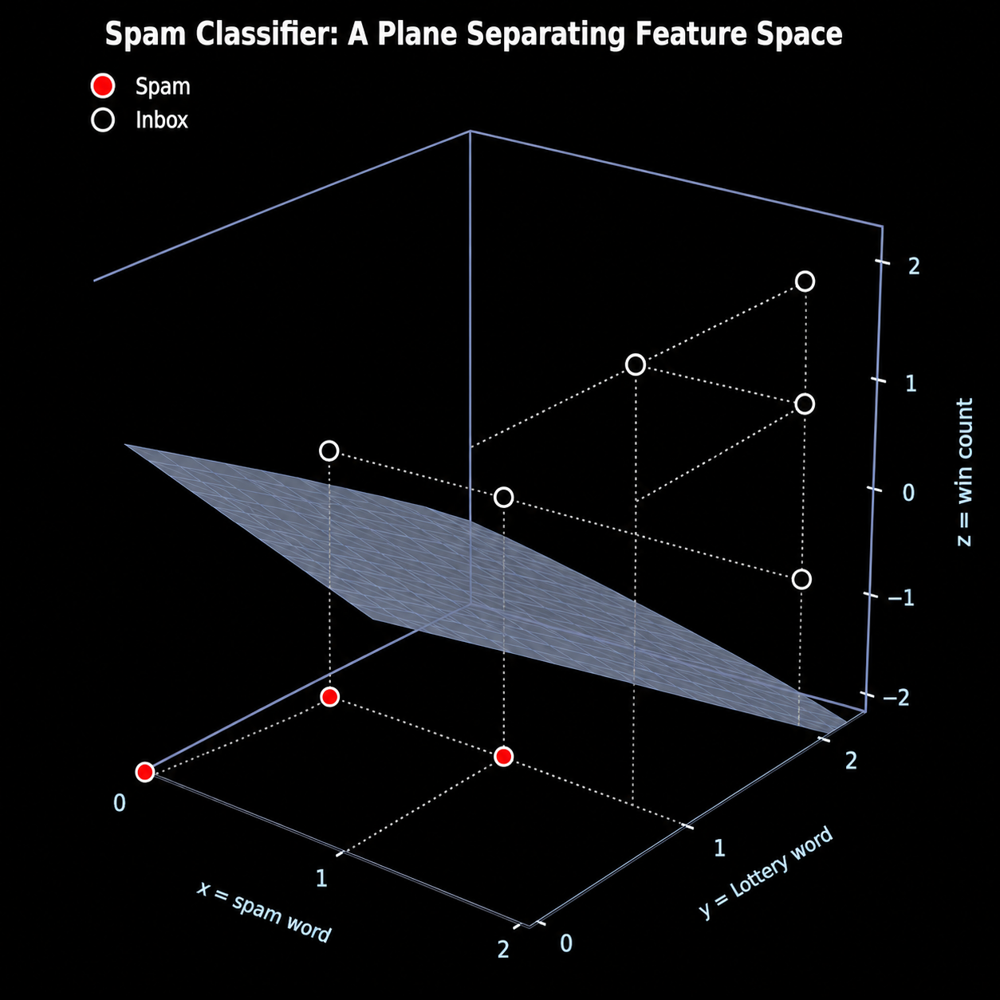 Spam Classifier: A Plane Separating Feature Space
Spam
Inbox
2
1
0
−1
−2
z = win count
2
1
0
y = Lottery word
0
1
2
x = spam word